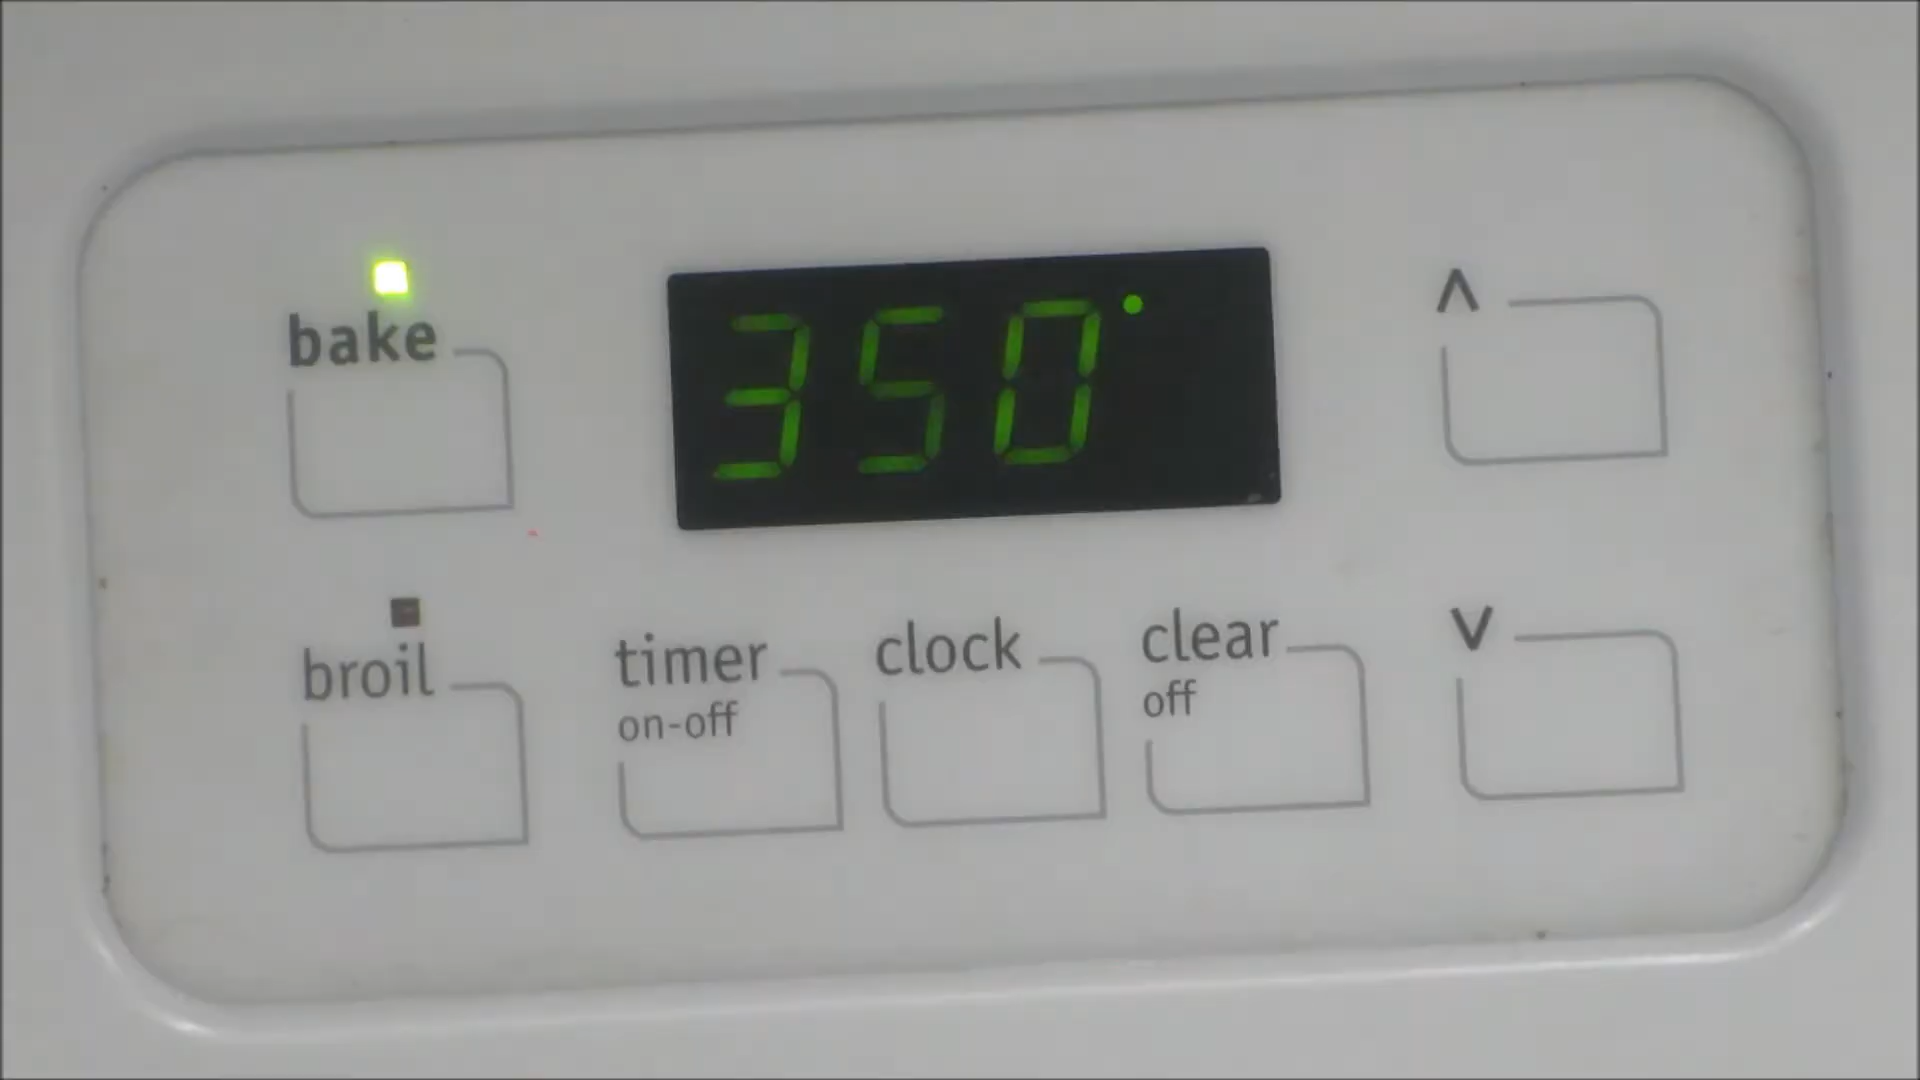 bake
350°
^
broil
timer
on-off
clock
clear
off
v